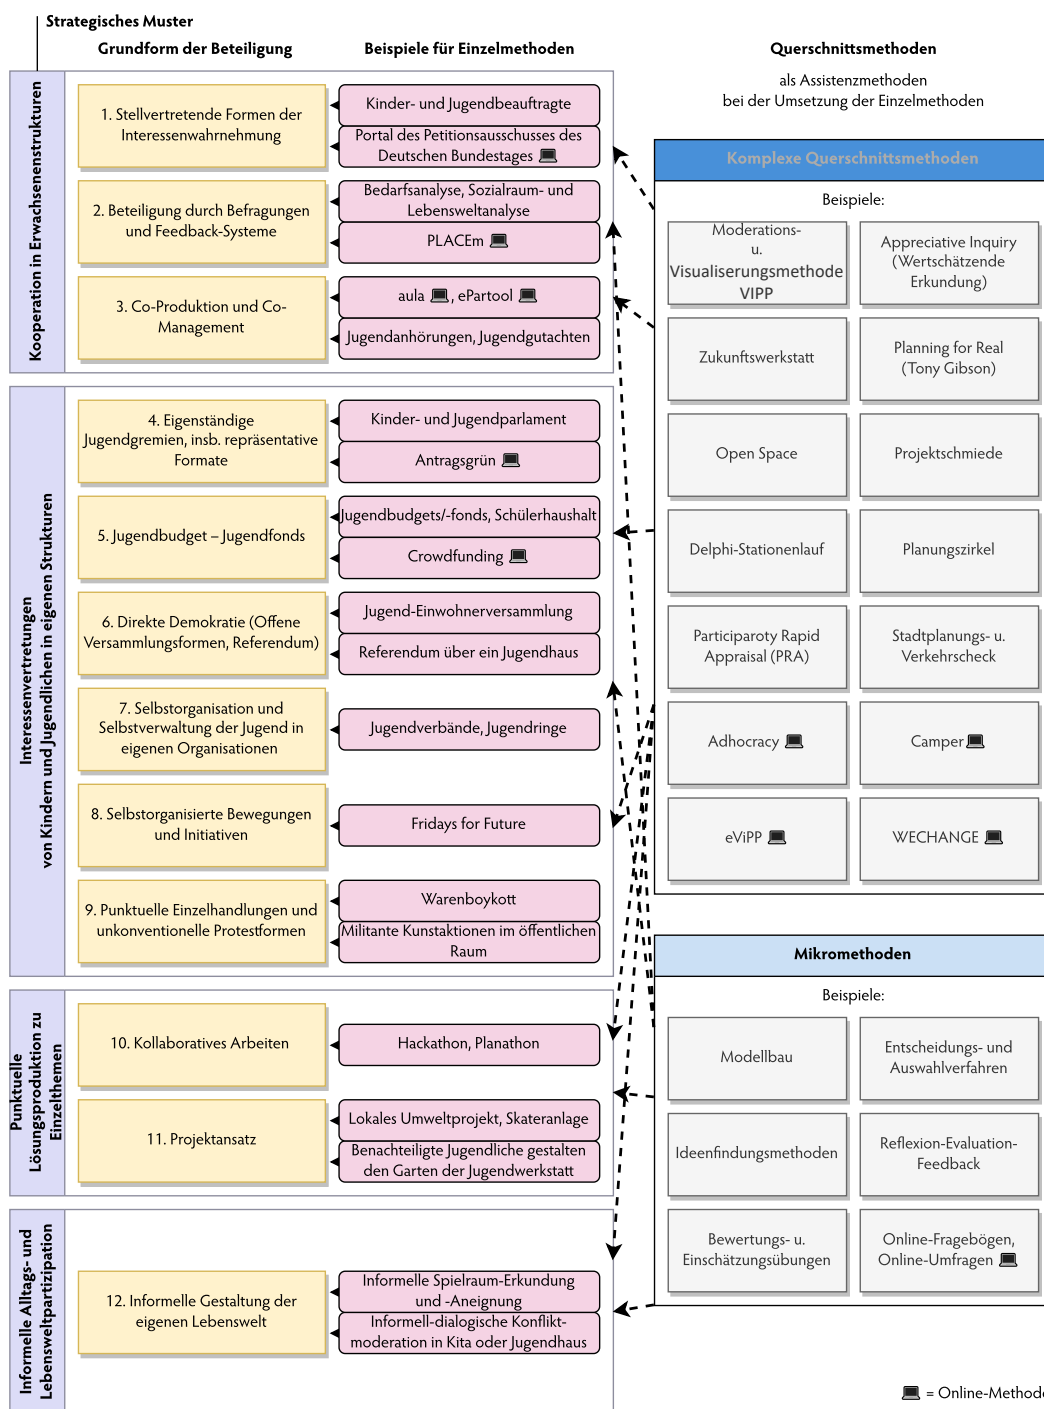 Strategisches Muster
Grundform der Beteiligung
Beispiele für Einzelmethoden
Querschnittsmethoden
als Assistenzmethoden
bei der Umsetzung der Einzelmethoden
Kooperation in Erwachsenenstrukturen
1. Stellvertretende Formen der
Interessenwahrnehmung
Kinder- und Jugendbeauftragte
Portal des Petitionsausschusses des
Deutschen Bundestages
2. Beteiligung durch Befragungen
und Feedback-Systeme
Bedarfsanalyse, Sozialraum- und
Lebensweltanalyse
PLACEm
3. Co-Produktion und Co-
Management
aula , ePartool
Jugendanhörungen, Jugendgutachten
Interessenvertretungen
von Kindern und Jugendlichen in eigenen Strukturen
4. Eigenständige
Jugendgremien, insb. repräsentative
Formate
Kinder- und Jugendparlament
Antragsgrün
5. Jugendbudget – Jugendfonds
Jugendbudgets/-fonds, Schülerhaushalt
Crowdfunding
6. Direkte Demokratie (Offene
Versammlungsformen, Referendum)
Jugend-Einwohnerversammlung
Referendum über ein Jugendhaus
7. Selbstorganisation und
Selbstverwaltung der Jugend in
eigenen Organisationen
Jugendverbände, Jugendringe
8. Selbstorganisierte Bewegungen
und Initiativen
Fridays for Future
9. Punktuelle Einzelhandlungen und
unkonventionelle Protestformen
Warenboykott
Militante Kunstaktionen im öffentlichen
Raum
Punktuelle
Lösungsproduktion zu
Einzelthemen
10. Kollaboratives Arbeiten
Hackathon, Planathon
11. Projektansatz
Lokales Umweltprojekt, Skateranlage
Benachteiligte Jugendliche gestalten
den Garten der Jugendwerkstatt
Informelle Alltags- und
Lebensweltpartizipation
12. Informelle Gestaltung der
eigenen Lebenswelt
Informelle Spielraum-Erkundung
und -Aneignung
Informell-dialogische Konflikt-
moderation in Kita oder Jugendhaus
Komplexe Querschnittsmethoden
Beispiele:
Moderations-
u.
Visualiserungsmethode
VIPP
Appreciative Inquiry
(Wertschätzende
Erkundung)
Zukunftswerkstatt
Planning for Real
(Tony Gibson)
Open Space
Projektschmiede
Delphi-Stationenlauf
Planungszirkel
Participaroty Rapid
Appraisal (PRA)
Stadtplanungs- u.
Verkehrscheck
Adhocracy
Camper
eViPP
WECHANGE
Mikromethoden
Beispiele:
Modellbau
Entscheidungs- und
Auswahlverfahren
Ideenfindungsmethoden
Reflexion-Evaluation-
Feedback
Bewertungs- u.
Einschätzungsübungen
Online-Fragebögen,
Online-Umfragen
= Online-Methode